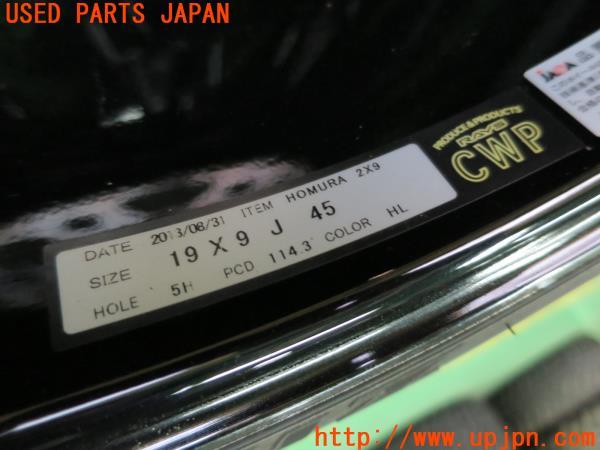 USED PARTS JAPAN
DATE 2013/08/31 ITEM HOMURA 2X9
SIZE 19 X 9 J 45
HOLE 5H PCD 114.3 COLOR HL
PRODUCE&PRODUCTS
RAYS
CWP
http://www.upjpn.com/